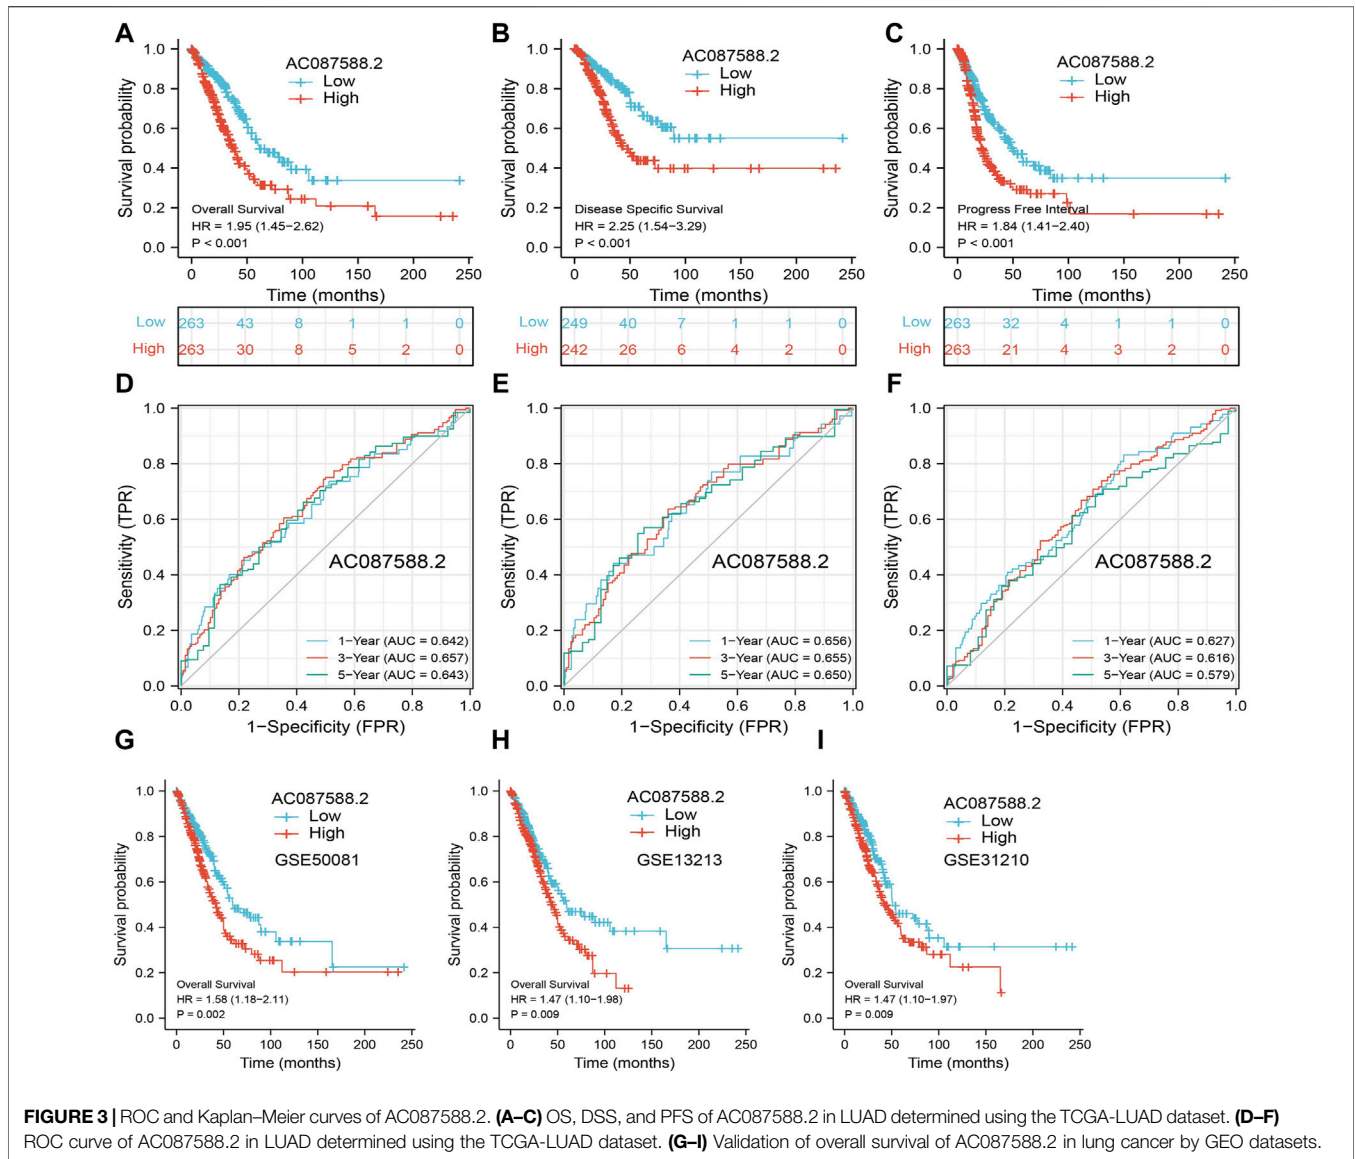 A
B
C
1.0
0.8
0.6
0.4
0.2
0.0
Survival probability
AC087588.2
Low
High
Overall Survival
HR = 1.95 (1.45−2.62)
P < 0.001
0 50 100 150 200 250
Time (months)
1.0
0.8
0.6
0.4
0.2
0.0
Survival probability
AC087588.2
Low
High
Disease Specific Survival
HR = 2.25 (1.54−3.29)
P < 0.001
0 50 100 150 200 250
Time (months)
1.0
0.8
0.6
0.4
0.2
0.0
Survival probability
AC087588.2
Low
High
Progress Free Interval
HR = 1.84 (1.41−2.40)
P < 0.001
0 50 100 150 200 250
Time (months)
Low 263 43 8 1 1 0
High 263 30 8 5 2 0
Low 249 40 7 1 1 0
High 242 26 6 4 2 0
Low 263 32 4 1 1 0
High 263 21 4 3 2 0
D
E
F
1.0
0.8
0.6
0.4
0.2
0.0
Sensitivity (TPR)
AC087588.2
1−Year (AUC = 0.642)
3−Year (AUC = 0.657)
5−Year (AUC = 0.643)
0.0 0.2 0.4 0.6 0.8 1.0
1−Specificity (FPR)
1.0
0.8
0.6
0.4
0.2
0.0
Sensitivity (TPR)
AC087588.2
1−Year (AUC = 0.656)
3−Year (AUC = 0.655)
5−Year (AUC = 0.650)
0.0 0.2 0.4 0.6 0.8 1.0
1−Specificity (FPR)
1.0
0.8
0.6
0.4
0.2
0.0
Sensitivity (TPR)
AC087588.2
1−Year (AUC = 0.627)
3−Year (AUC = 0.616)
5−Year (AUC = 0.579)
0.0 0.2 0.4 0.6 0.8 1.0
1−Specificity (FPR)
G
H
I
1.0
0.8
0.6
0.4
0.2
0.0
Survival probability
AC087588.2
Low
High
GSE50081
Overall Survival
HR = 1.58 (1.18−2.11)
P = 0.002
0 50 100 150 200 250
Time (months)
1.0
0.8
0.6
0.4
0.2
0.0
Survival probability
AC087588.2
Low
High
GSE13213
Overall Survival
HR = 1.47 (1.10−1.98)
P = 0.009
0 50 100 150 200 250
Time (months)
1.0
0.8
0.6
0.4
0.2
0.0
Survival probability
AC087588.2
Low
High
GSE31210
Overall Survival
HR = 1.47 (1.10−1.97)
P = 0.009
0 50 100 150 200 250
Time (months)
FIGURE 3 | ROC and Kaplan–Meier curves of AC087588.2. (A–C) OS, DSS, and PFS of AC087588.2 in LUAD determined using the TCGA-LUAD dataset. (D–F)
ROC curve of AC087588.2 in LUAD determined using the TCGA-LUAD dataset. (G–I) Validation of overall survival of AC087588.2 in lung cancer by GEO datasets.